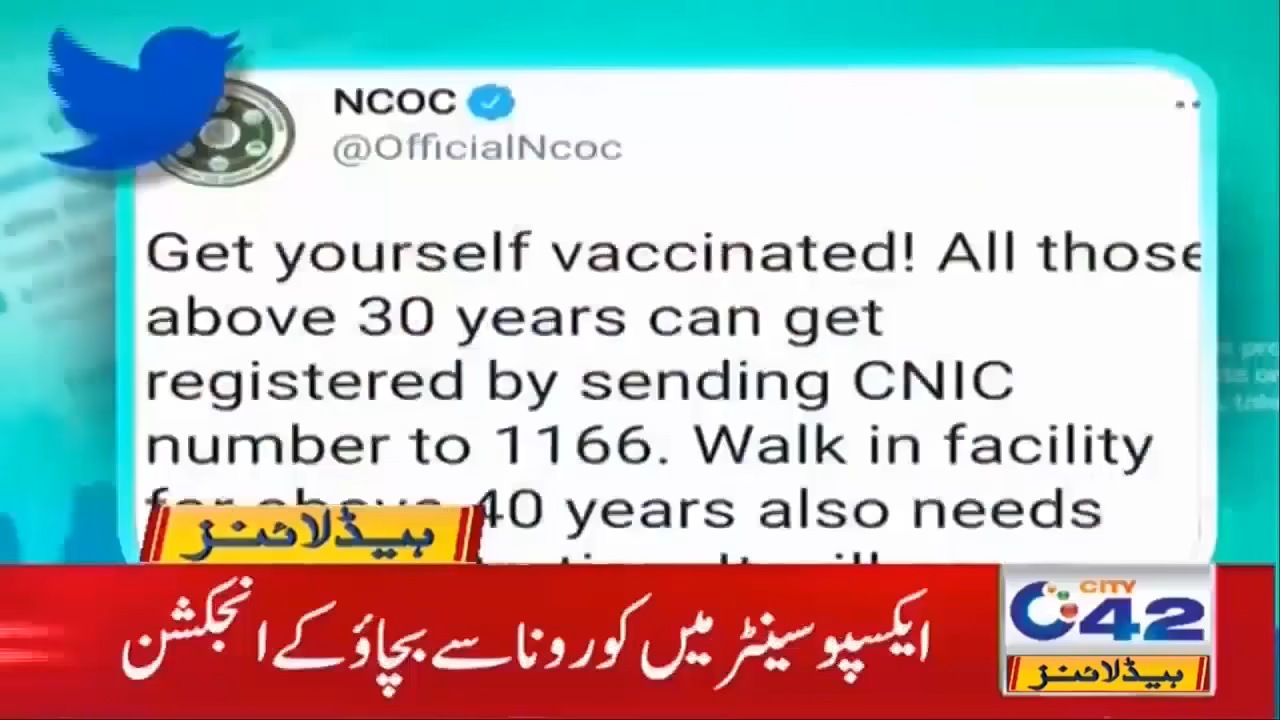 NCOC
@OfficialNcoc
Get yourself vaccinated! All those
above 30 years can get
registered by sending CNIC
number to 1166. Walk in facility
for above 40 years also needs
ہیڈلائنز
ایکسپو سینٹر میں کورونا سے بچاؤ کے انجکشن
CITY
42
ہیڈلائنز